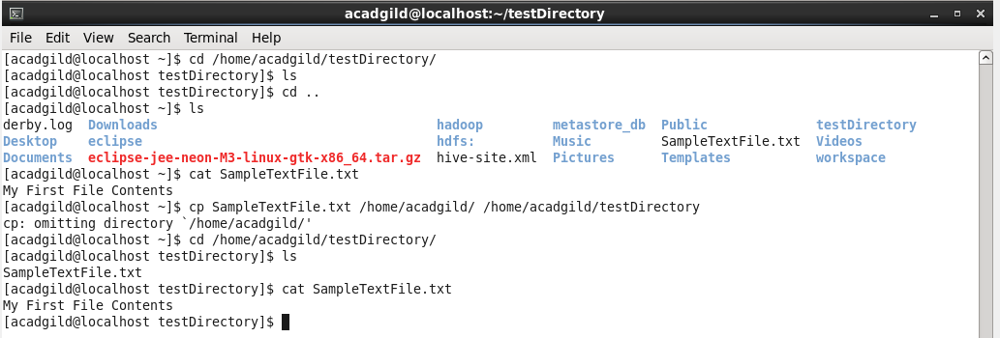 acadgild@localhost:~/testDirectory
File Edit View Search Terminal Help
[acadgild@localhost ~]$ cd /home/acadgild/testDirectory/
[acadgild@localhost testDirectory]$ ls
[acadgild@localhost testDirectory]$ cd ..
[acadgild@localhost ~]$ ls
derby.log  Downloads                                    hadoop         metastore_db  Public              testDirectory
Desktop    eclipse                                      hdfs:          Music         SampleTextFile.txt  Videos
Documents  eclipse-jee-neon-M3-linux-gtk-x86_64.tar.gz  hive-site.xml  Pictures      Templates           workspace
[acadgild@localhost ~]$ cat SampleTextFile.txt
My First File Contents
[acadgild@localhost ~]$ cp SampleTextFile.txt /home/acadgild/ /home/acadgild/testDirectory
cp: omitting directory `/home/acadgild/'
[acadgild@localhost ~]$ cd /home/acadgild/testDirectory/
[acadgild@localhost testDirectory]$ ls
SampleTextFile.txt
[acadgild@localhost testDirectory]$ cat SampleTextFile.txt
My First File Contents
[acadgild@localhost testDirectory]$